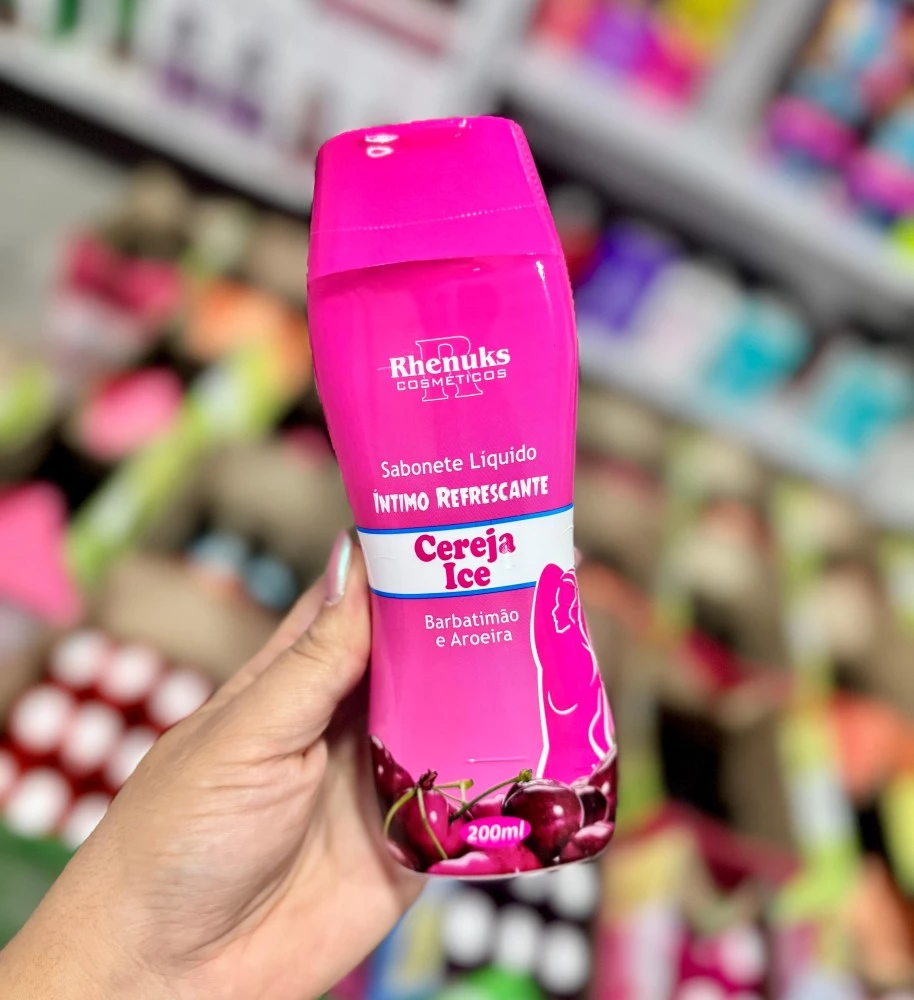 Rhenuks
COSMÉTICOS
Sabonete Líquido
ÍNTIMO REFRESCANTE
Cereja
Ice
Barbatimão
e Aroeira
200ml